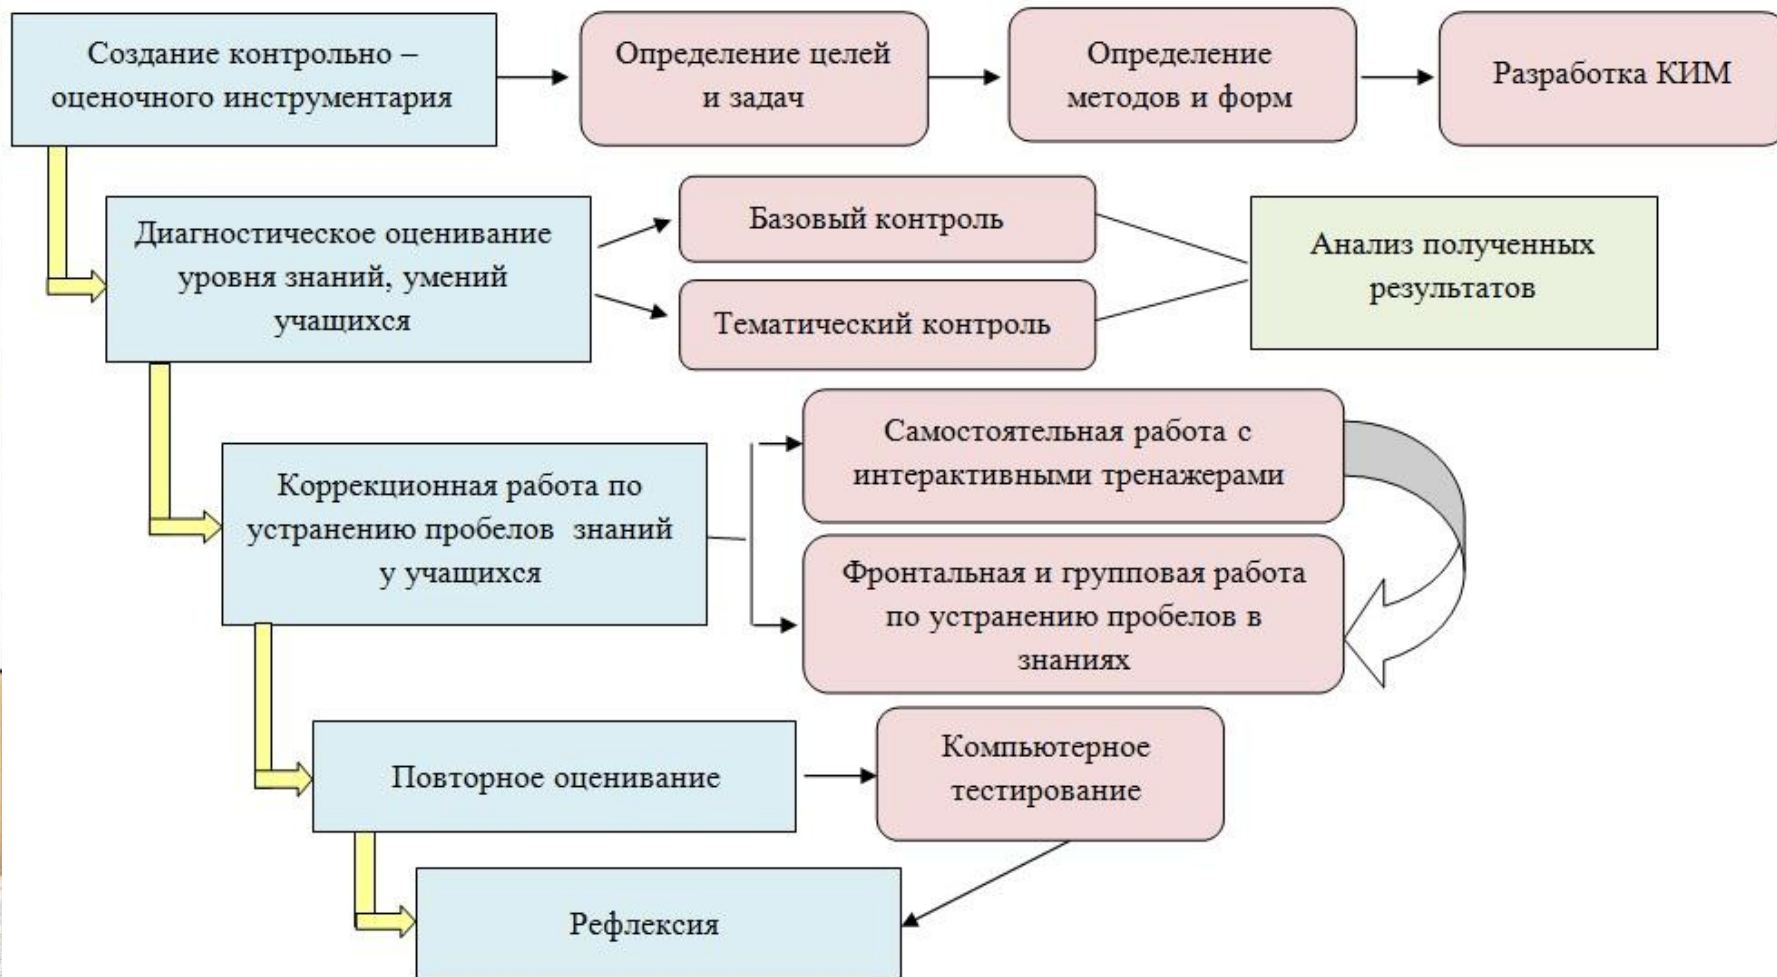 Создание контрольно –
оценочного инструментария
Определение целей
и задач
Определение
методов и форм
Разработка КИМ
Диагностическое оценивание
уровня знаний, умений
учащихся
Базовый контроль
Тематический контроль
Анализ полученных
результатов
Коррекционная работа по
устранению пробелов знаний
у учащихся
Самостоятельная работа с
интерактивными тренажерами
Фронтальная и групповая работа
по устранению пробелов в
знаниях
Повторное оценивание
Компьютерное
тестирование
Рефлексия